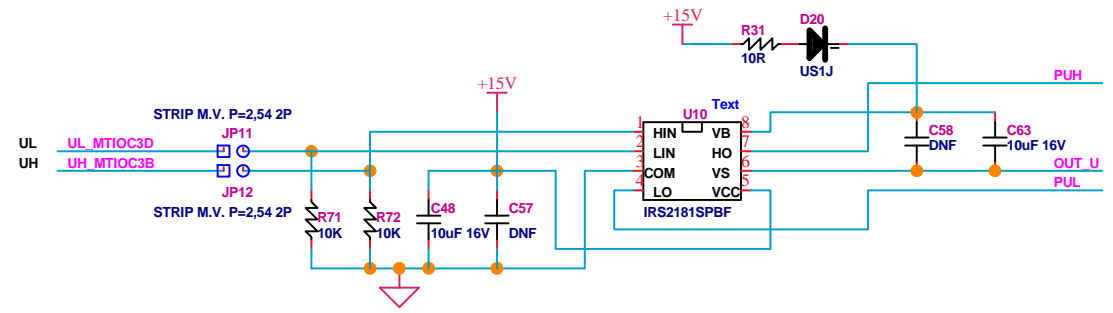 +15V
R31
10R
D20
US1J
PUH
+15V
STRIP M.V. P=2,54 2P
JP11
UL
UL_MTIOC3D
UH
UH_MTIOC3B
JP12
STRIP M.V. P=2,54 2P
R71
10K
R72
10K
C48
10uF 16V
C57
DNF
Text
U10
1 HIN VB 8
2 LIN HO 7
3 COM VS 6
4 LO VCC 5
IRS2181SPBF
C58
DNF
C63
10uF 16V
OUT_U
PUL